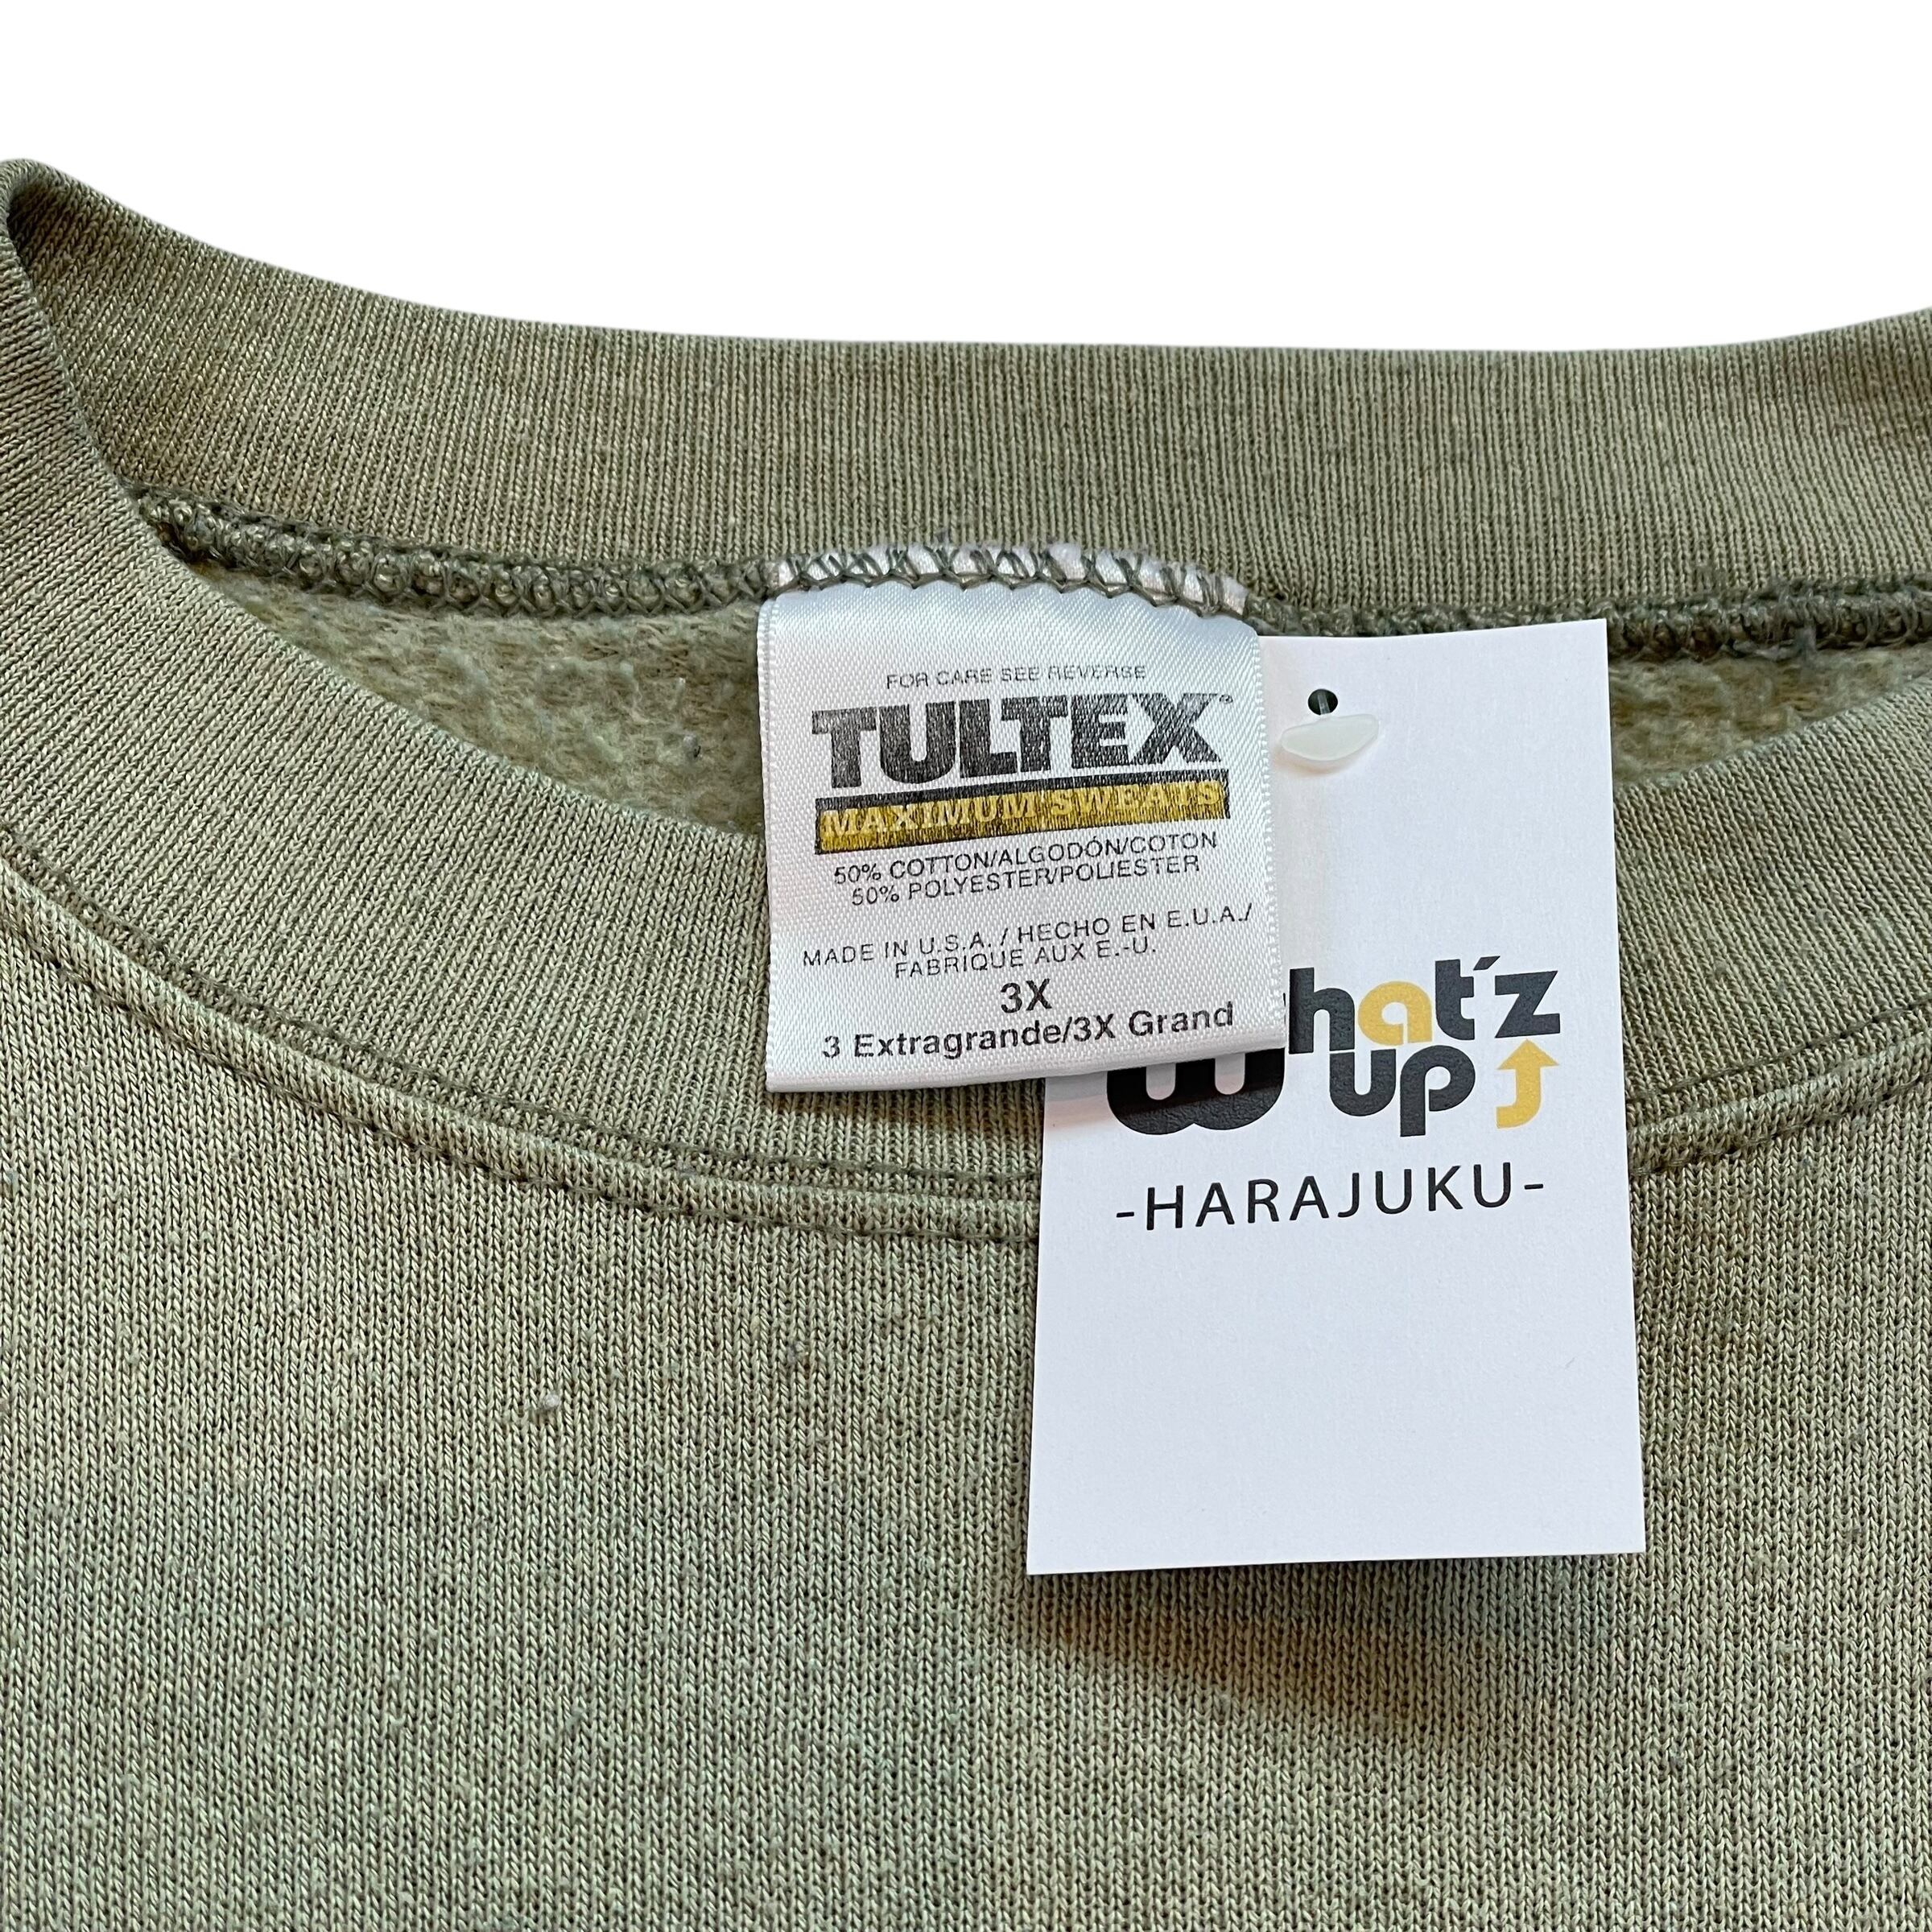 FOR CARE SEE REVERSE
TULTEX®
MAXIMUM SWEATS
50% COTTON/ALGODÓN/COTON
50% POLYESTER/POLIESTER
MADE IN U.S.A. / HECHO EN E.U.A./
FABRIQUE AUX E.-U.
3X
3 Extragrande/3X Grand
What'z
up
-HARAJUKU-